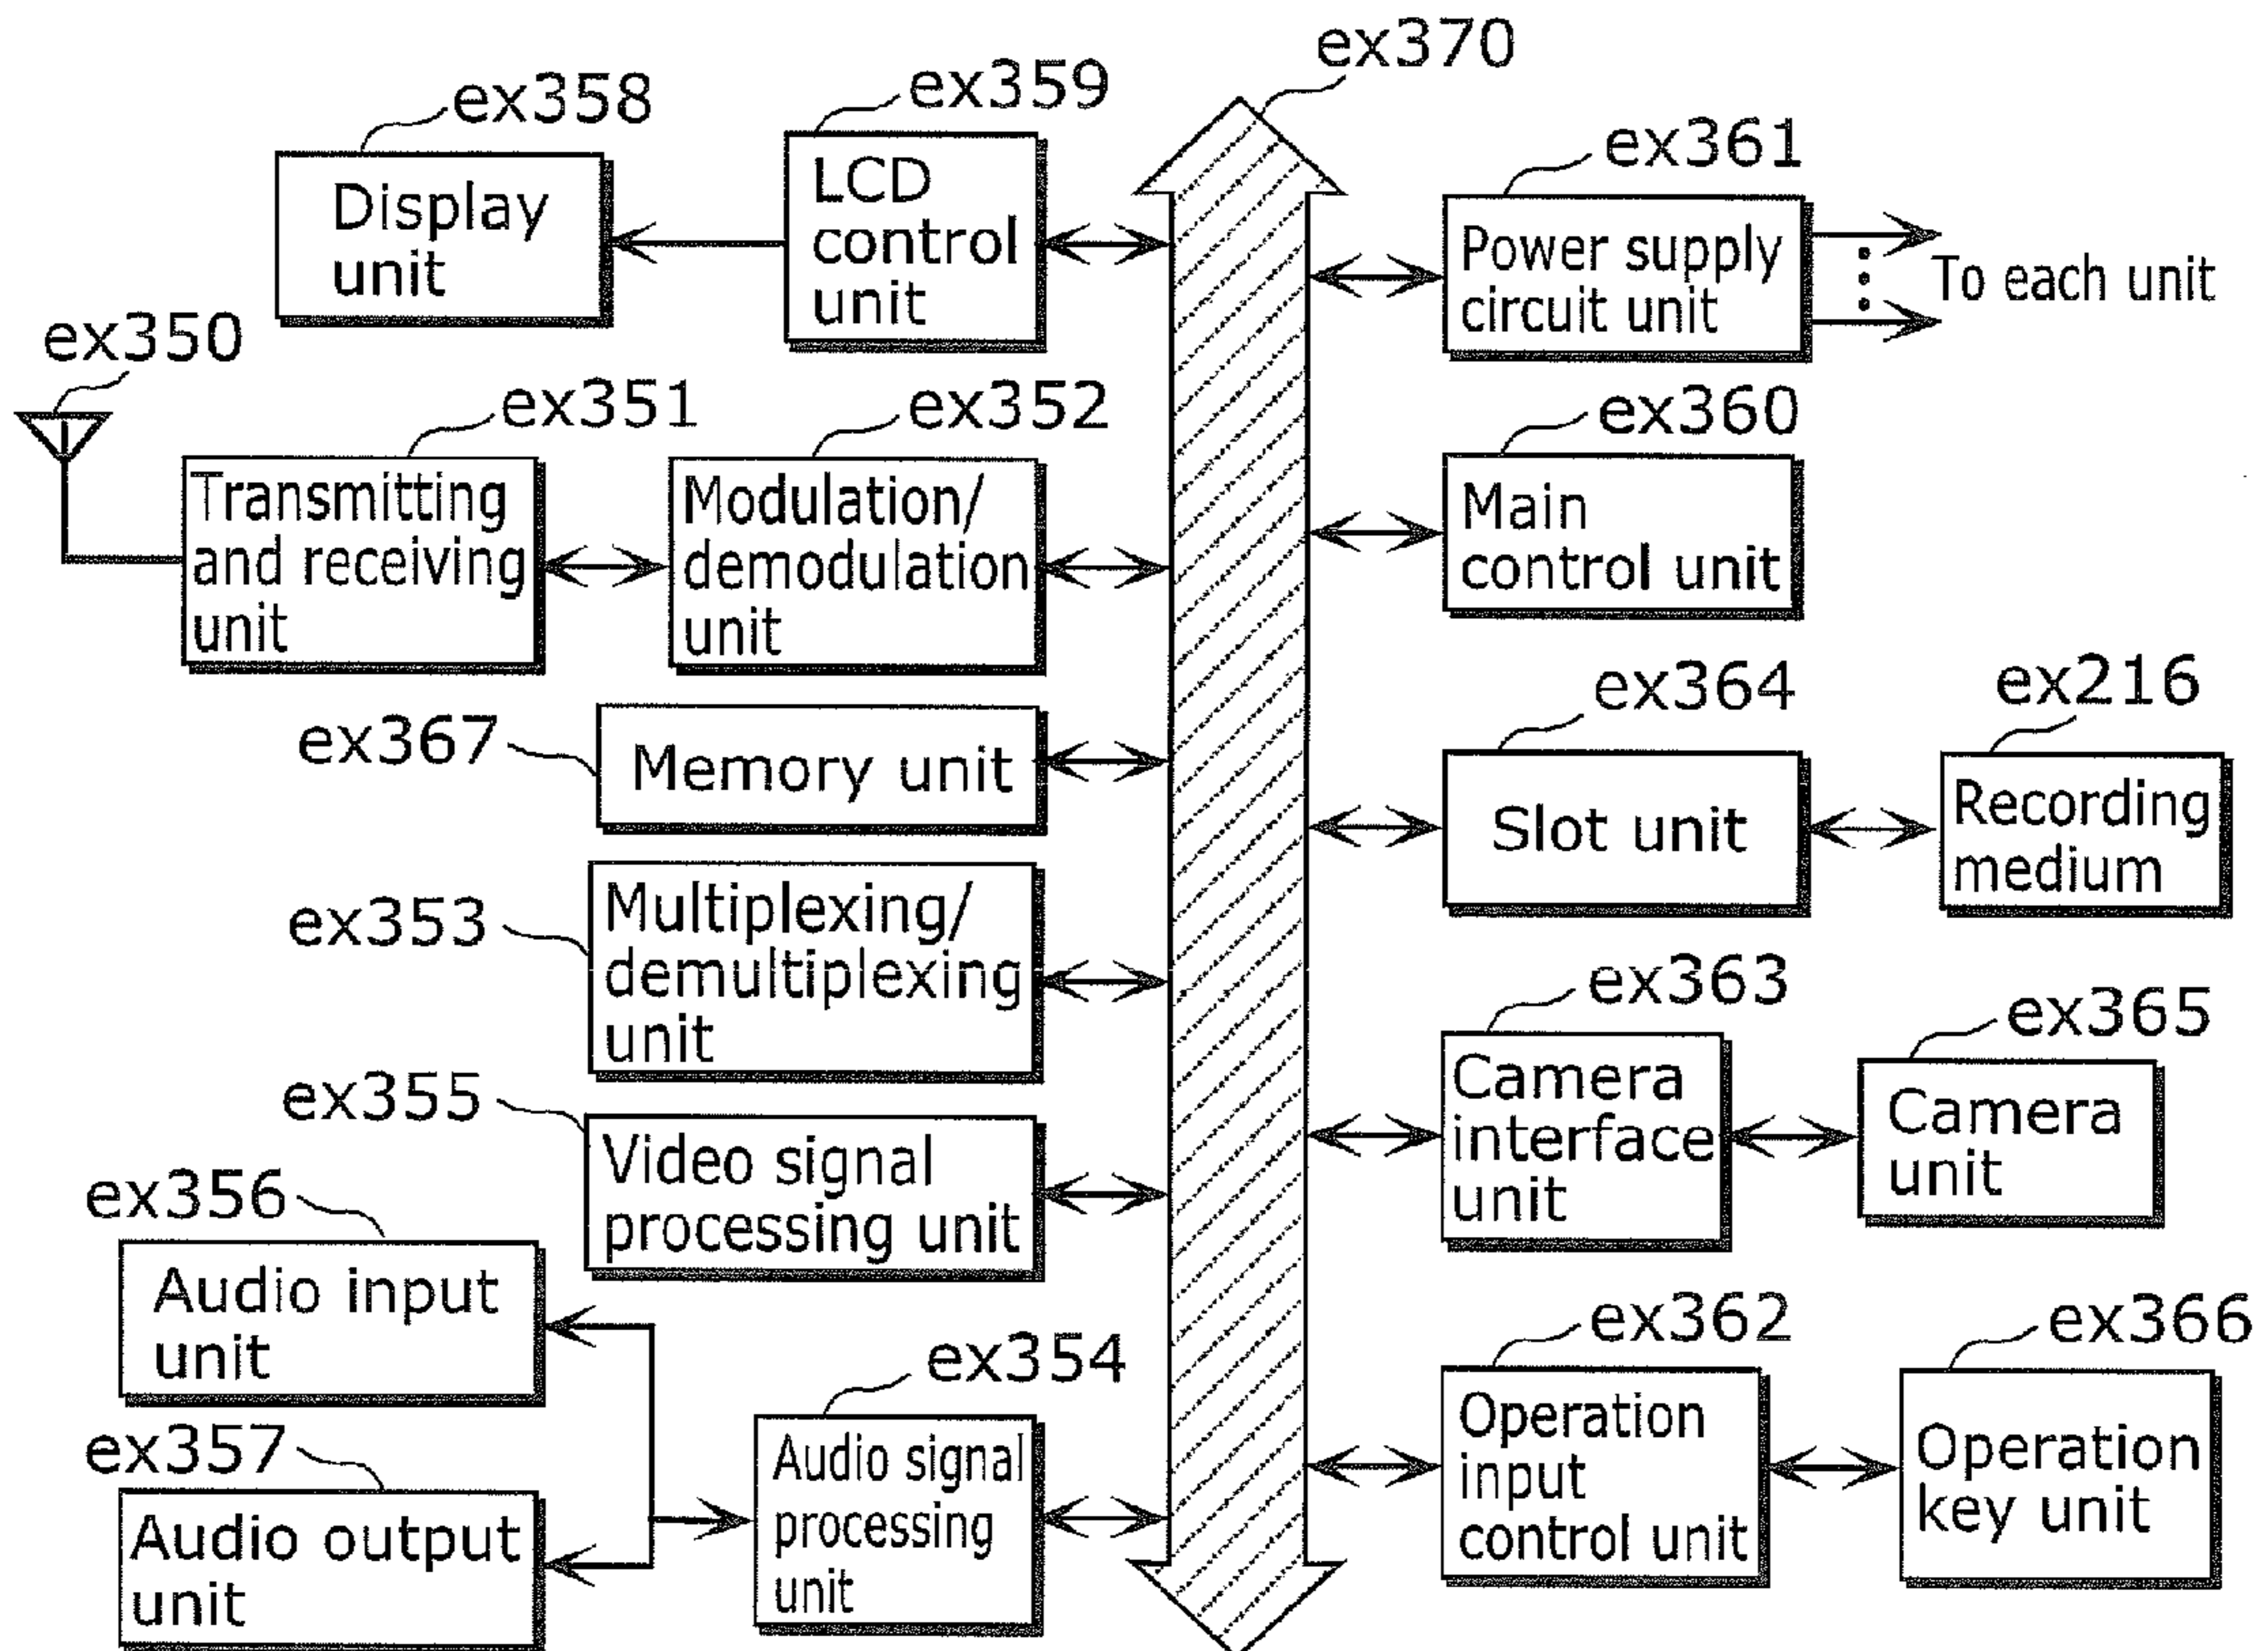 ex370
ex359
ex358
ex361
LCD
control
unit
Display
unit
Power supply
circuit unit
To each unit
ex350
ex351
ex352
ex360
Transmitting
and receiving
unit
Modulation/
demodulation
unit
Main
control unit
ex364
ex216
ex367
Memory unit
Slot unit
Recording
medium
ex353
Multiplexing/
demultiplexing
unit
ex363
ex365
ex355
Camera
interface
unit
Camera
unit
Video signal
processing unit
ex356
Audio input
unit
ex362
ex366
ex354
Operation
input
control unit
Operation
key unit
ex357
Audio signal
processing
unit
Audio output
unit